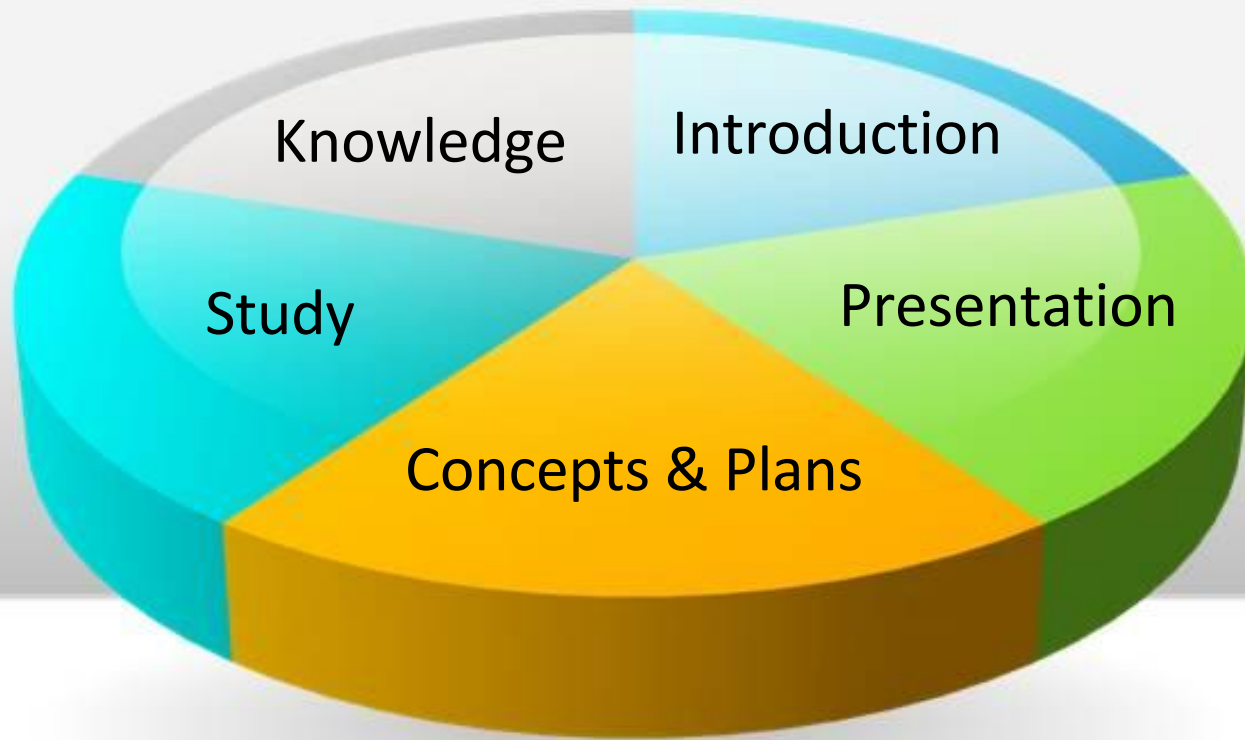 Knowledge
Introduction
Study
Presentation
Concepts & Plans